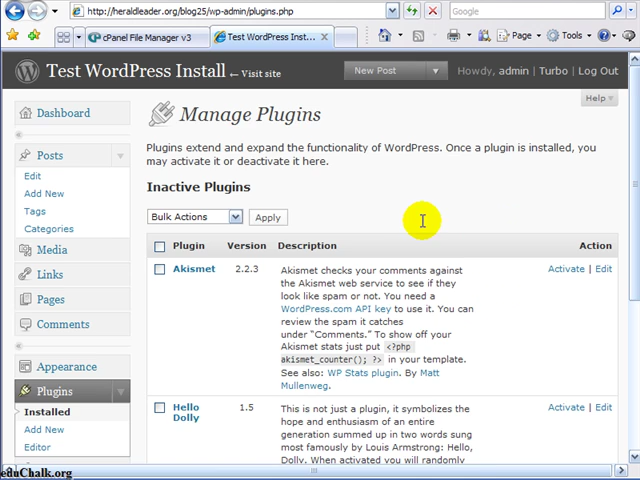 http://heraldleader.org/blog25/wp-admin/plugins.php
Google
cPanel File Manager v3
Test WordPress Install - ...
Page
Tools
Test WordPress Install ← Visit site
New Post
Howdy, admin | Turbo | Log Out
Help
Dashboard
Manage Plugins
Plugins extend and expand the functionality of WordPress. Once a plugin is installed, you
may activate it or deactivate it here.
Posts
Edit
Add New
Tags
Categories
Media
Links
Pages
Comments
Appearance
Plugins
Installed
Add New
Editor
Inactive Plugins
Bulk Actions
Apply
Plugin Version Description Action
Akismet 2.2.3 Akismet checks your comments against Activate | Edit
the Akismet web service to see if they
look like spam or not. You need a
WordPress.com API key to use it. You can
review the spam it catches
under "Comments." To show off your
Akismet stats just put <?php
akismet_counter(); ?> in your template.
See also: WP Stats plugin. By Matt
Mullenweg.
Hello 1.5 This is not just a plugin, it symbolizes the Activate | Edit
Dolly hope and enthusiasm of an entire
generation summed up in two words sung
most famously by Louis Armstrong: Hello,
Dolly. When activated you will randomly
eduChalk.org